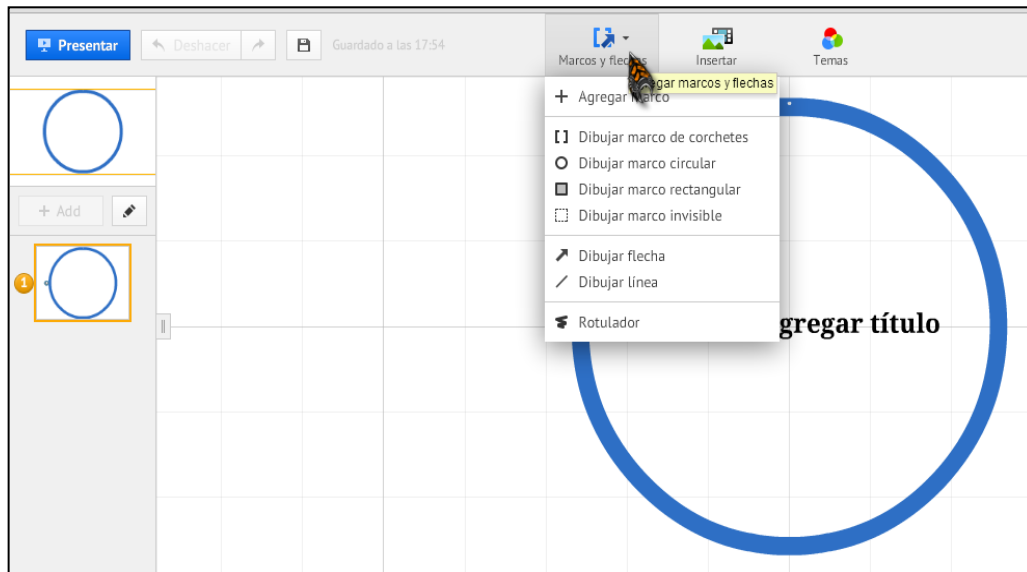 Presentar
Deshacer
Guardado a las 17:54
Marcos y flechas
Insertar
Temas
egar marcos y flechas
Agregar marco
Dibujar marco de corchetes
Dibujar marco circular
Dibujar marco rectangular
Dibujar marco invisible
Dibujar flecha
Dibujar línea
Rotulador
+ Add
1
gregar título